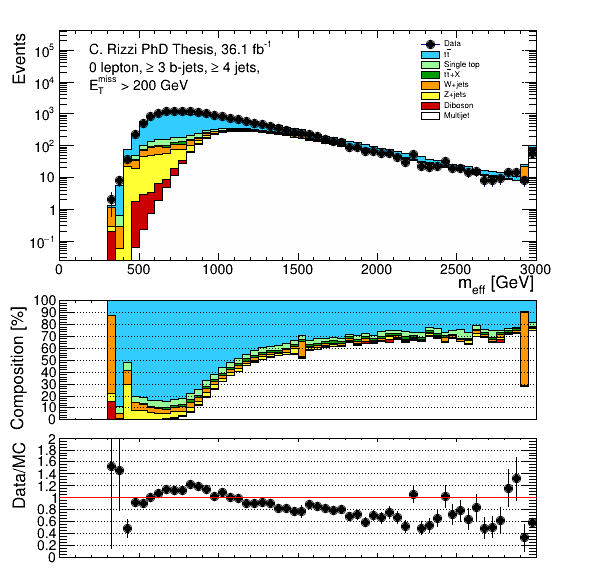 Events
10⁵
10⁴
10³
10²
10
1
10⁻¹
C. Rizzi PhD Thesis, 36.1 fb⁻¹
0 lepton, ≥ 3 b-jets, ≥ 4 jets,
E_T^miss > 200 GeV
Data
tt̄
Single top
tt̄+X
W+jets
Z+jets
Diboson
Multijet
0 500 1000 1500 2000 2500 3000
m_eff [GeV]
Composition [%]
100
90
80
70
60
50
40
30
20
10
0
Data/MC
2
1.8
1.6
1.4
1.2
1
0.8
0.6
0.4
0.2
0